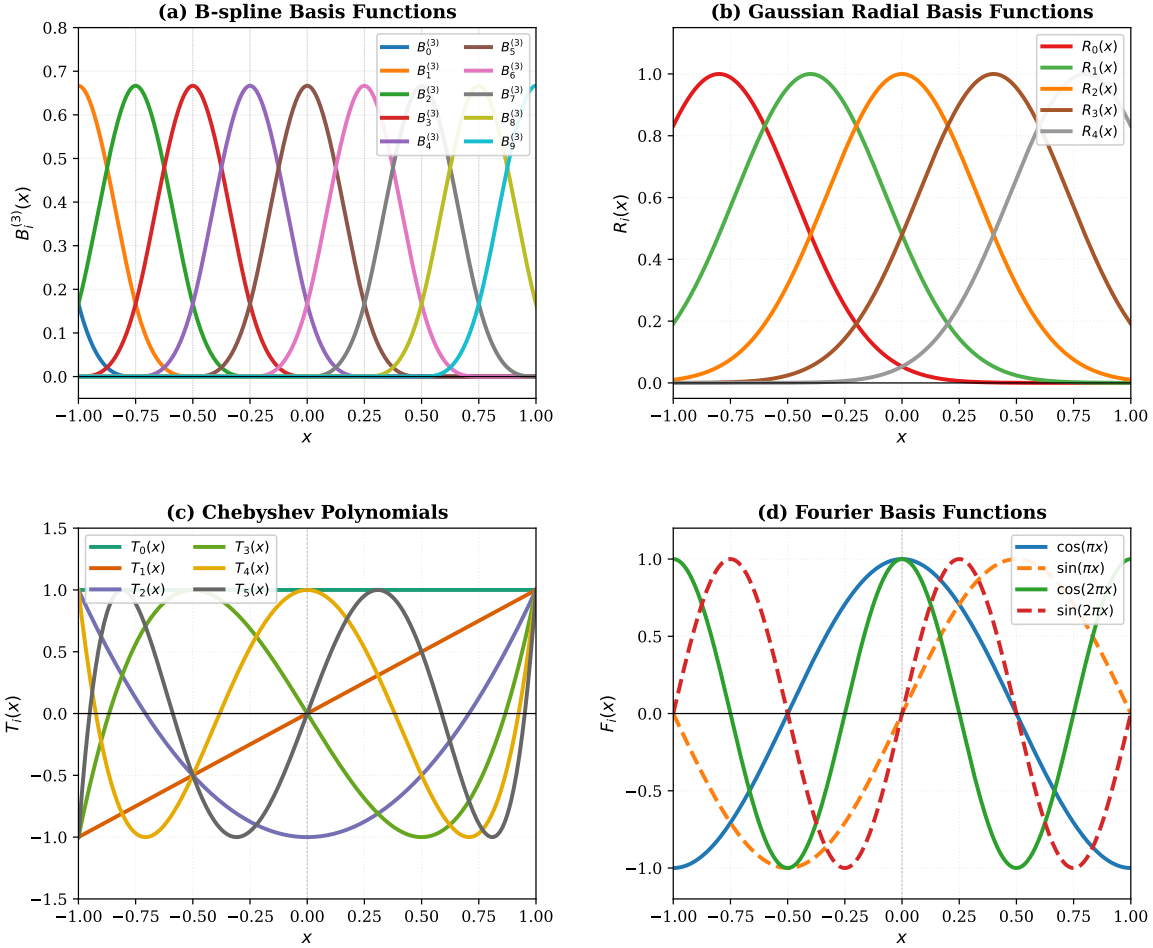 (a) B-spline Basis Functions
0.8
0.7
0.6
0.5
0.4
0.3
0.2
0.1
0.0
B_i^(3)(x)
B_0^(3) B_5^(3)
B_1^(3) B_6^(3)
B_2^(3) B_7^(3)
B_3^(3) B_8^(3)
B_4^(3) B_9^(3)
−1.00 −0.75 −0.50 −0.25 0.00 0.25 0.50 0.75 1.00
x
(b) Gaussian Radial Basis Functions
1.0
0.8
0.6
0.4
0.2
0.0
R_i(x)
R_0(x)
R_1(x)
R_2(x)
R_3(x)
R_4(x)
−1.00 −0.75 −0.50 −0.25 0.00 0.25 0.50 0.75 1.00
x
(c) Chebyshev Polynomials
1.5
1.0
0.5
0.0
−0.5
−1.0
−1.5
T_i(x)
T_0(x) T_3(x)
T_1(x) T_4(x)
T_2(x) T_5(x)
−1.00 −0.75 −0.50 −0.25 0.00 0.25 0.50 0.75 1.00
x
(d) Fourier Basis Functions
1.0
0.5
0.0
−0.5
−1.0
F_i(x)
cos(πx)
sin(πx)
cos(2πx)
sin(2πx)
−1.00 −0.75 −0.50 −0.25 0.00 0.25 0.50 0.75 1.00
x